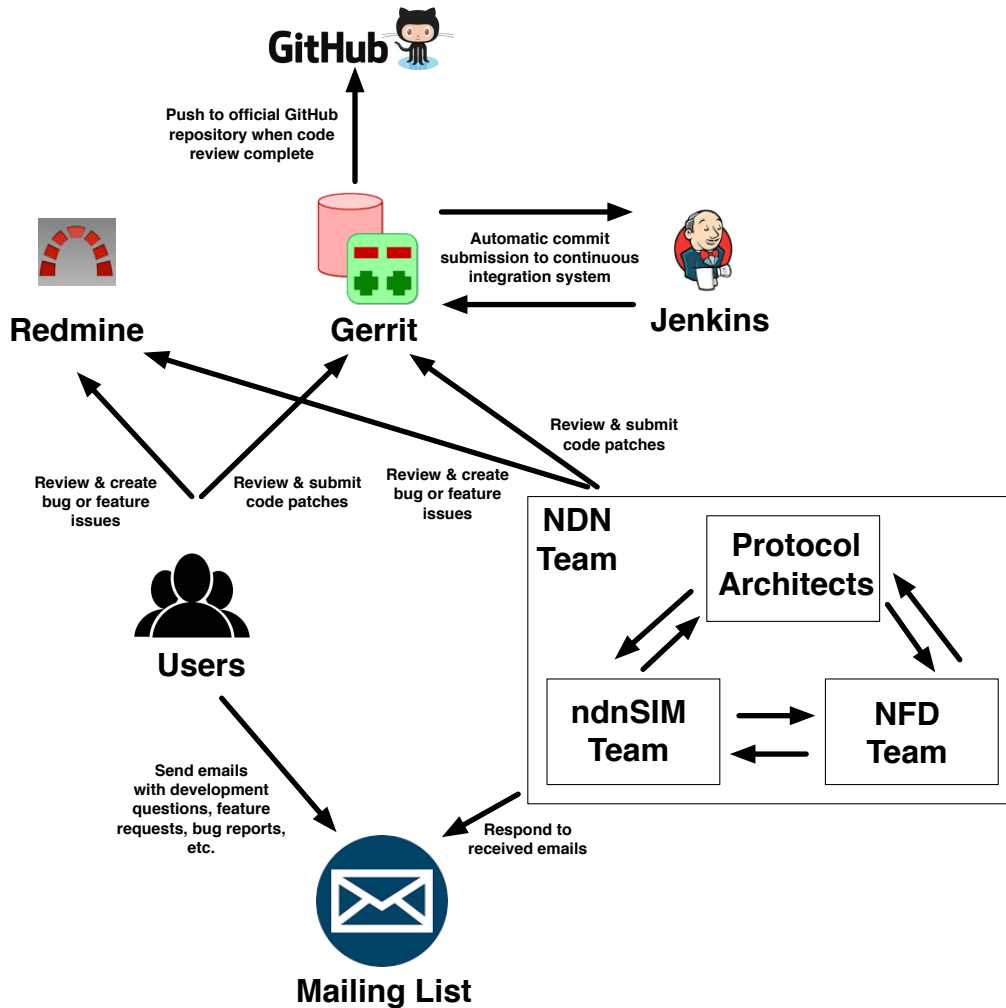 GitHub
Push to official GitHub
repository when code
review complete
Automatic commit
submission to continuous
integration system
Redmine
Gerrit
Jenkins
Review & submit
code patches
Review & create
bug or feature
issues
Review & submit
code patches
Review & create
bug or feature
issues
NDN
Team
Protocol
Architects
Users
ndnSIM
Team
NFD
Team
Send emails
with development
questions, feature
requests, bug reports,
etc.
Respond to
received emails
Mailing List